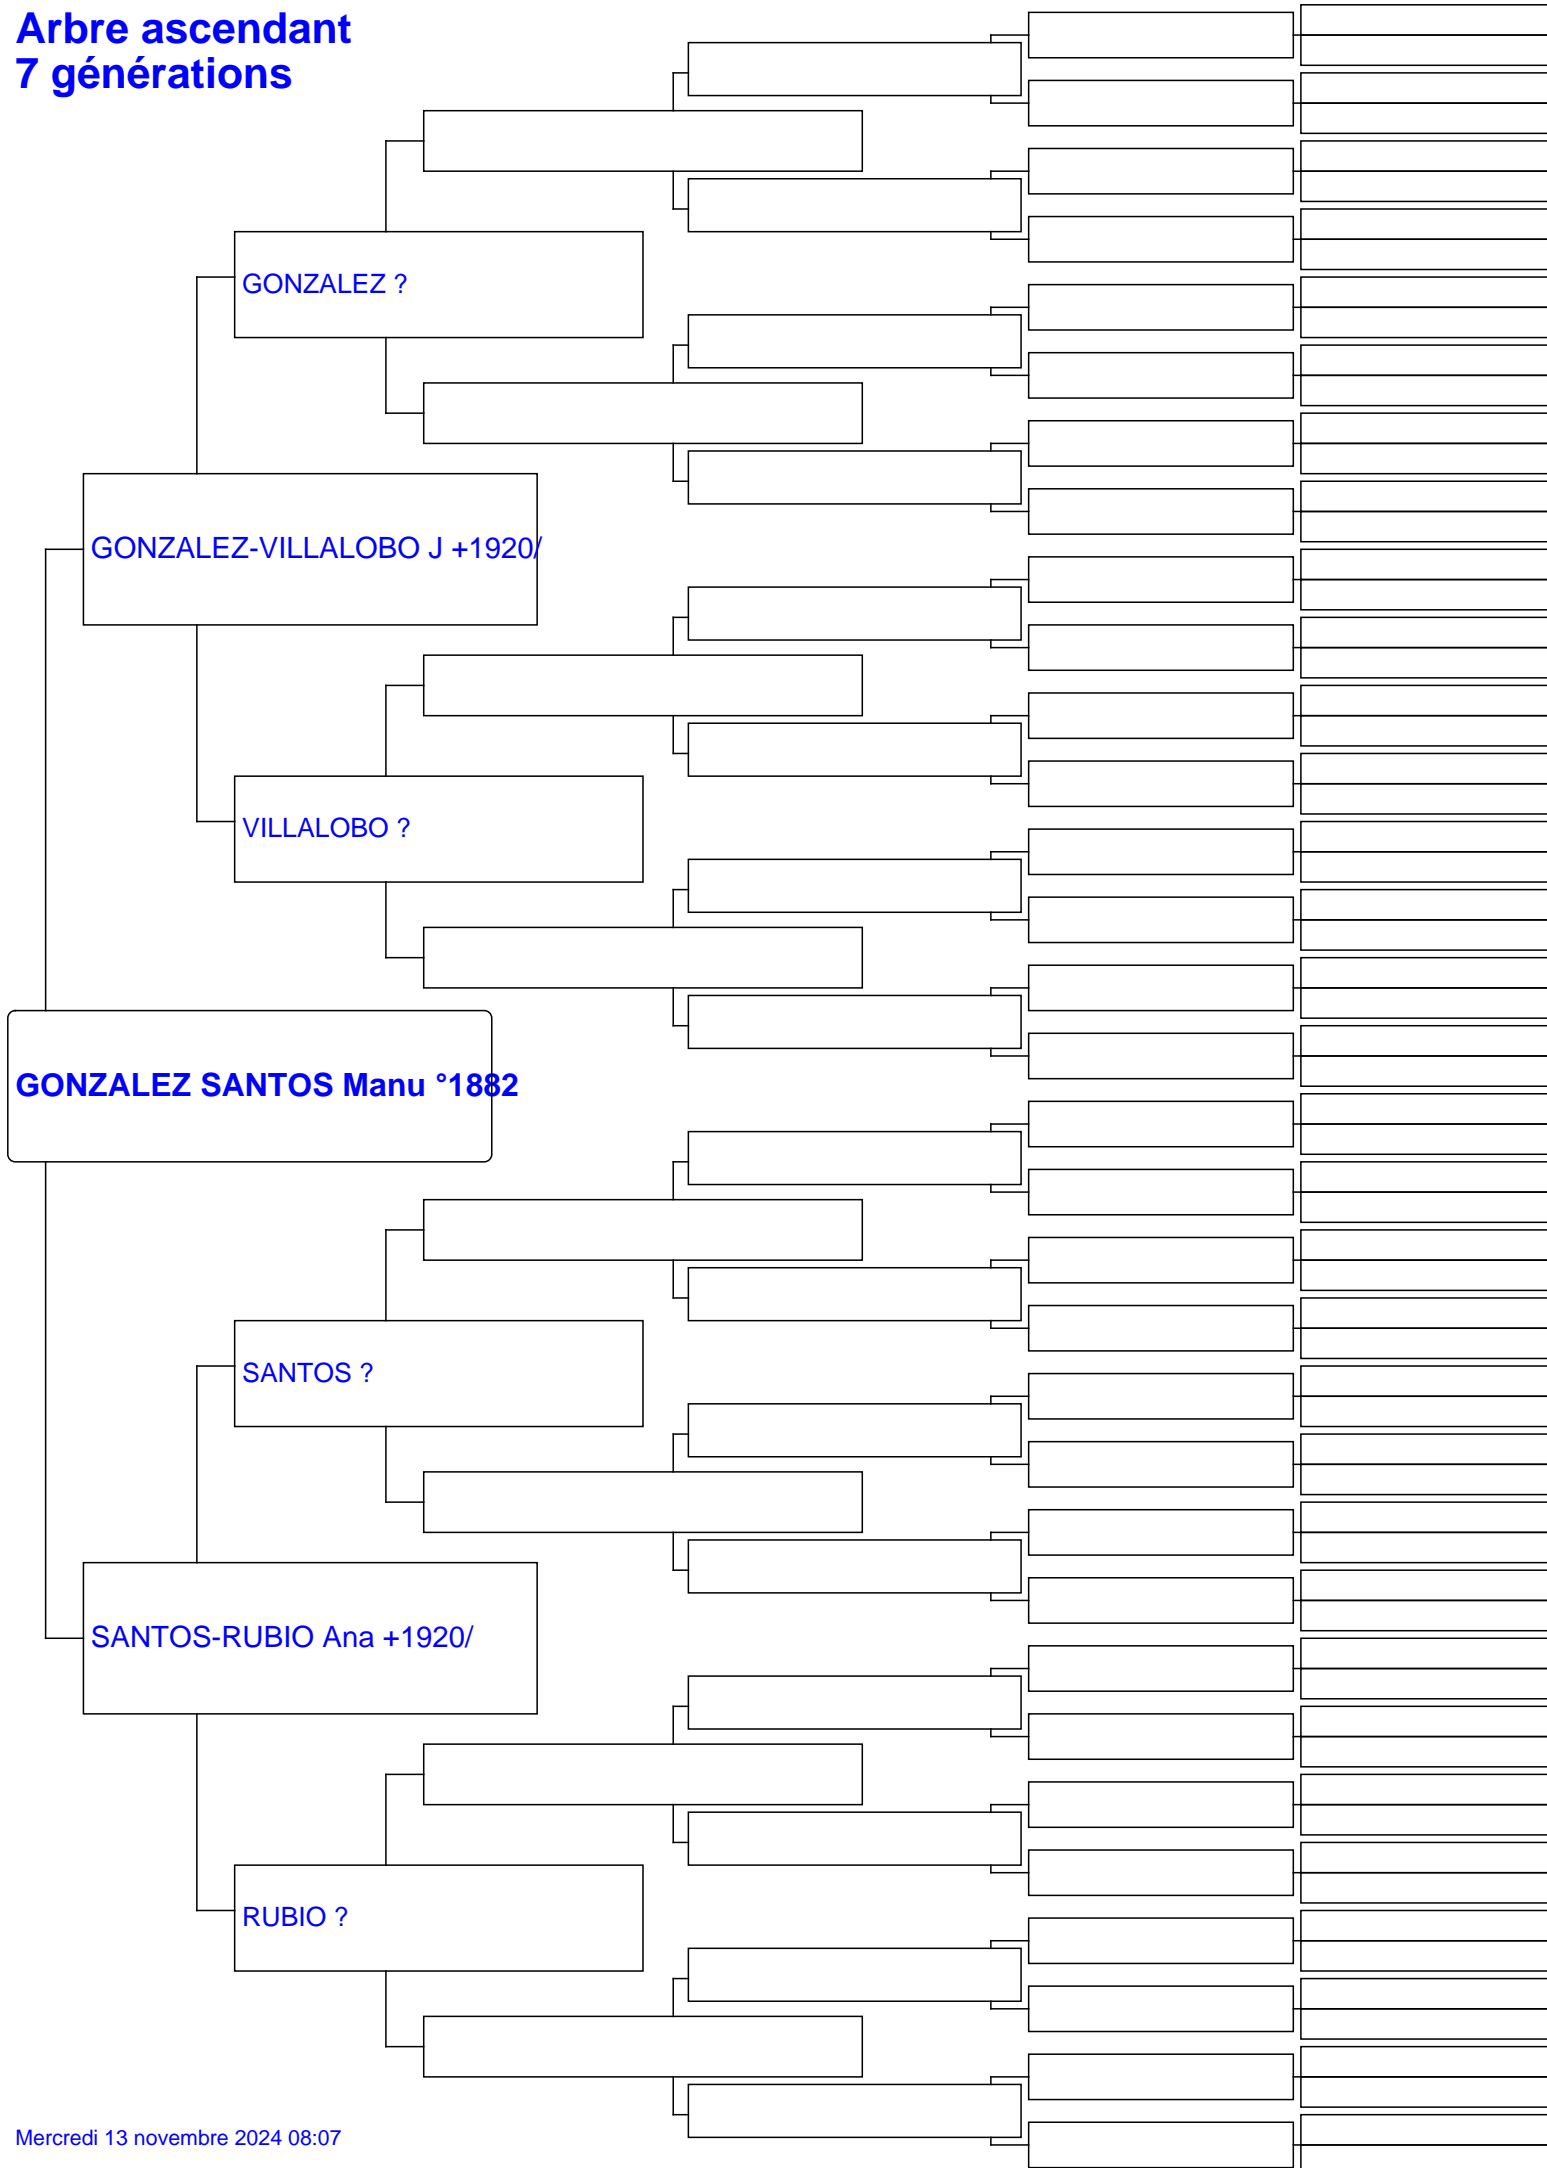 Arbre ascendant
7 générations
GONZALEZ ?
GONZALEZ-VILLALOBO J +1920/
VILLALOBO ?
GONZALEZ SANTOS Manu °1882
SANTOS ?
SANTOS-RUBIO Ana +1920/
RUBIO ?
Mercredi 13 novembre 2024 08:07